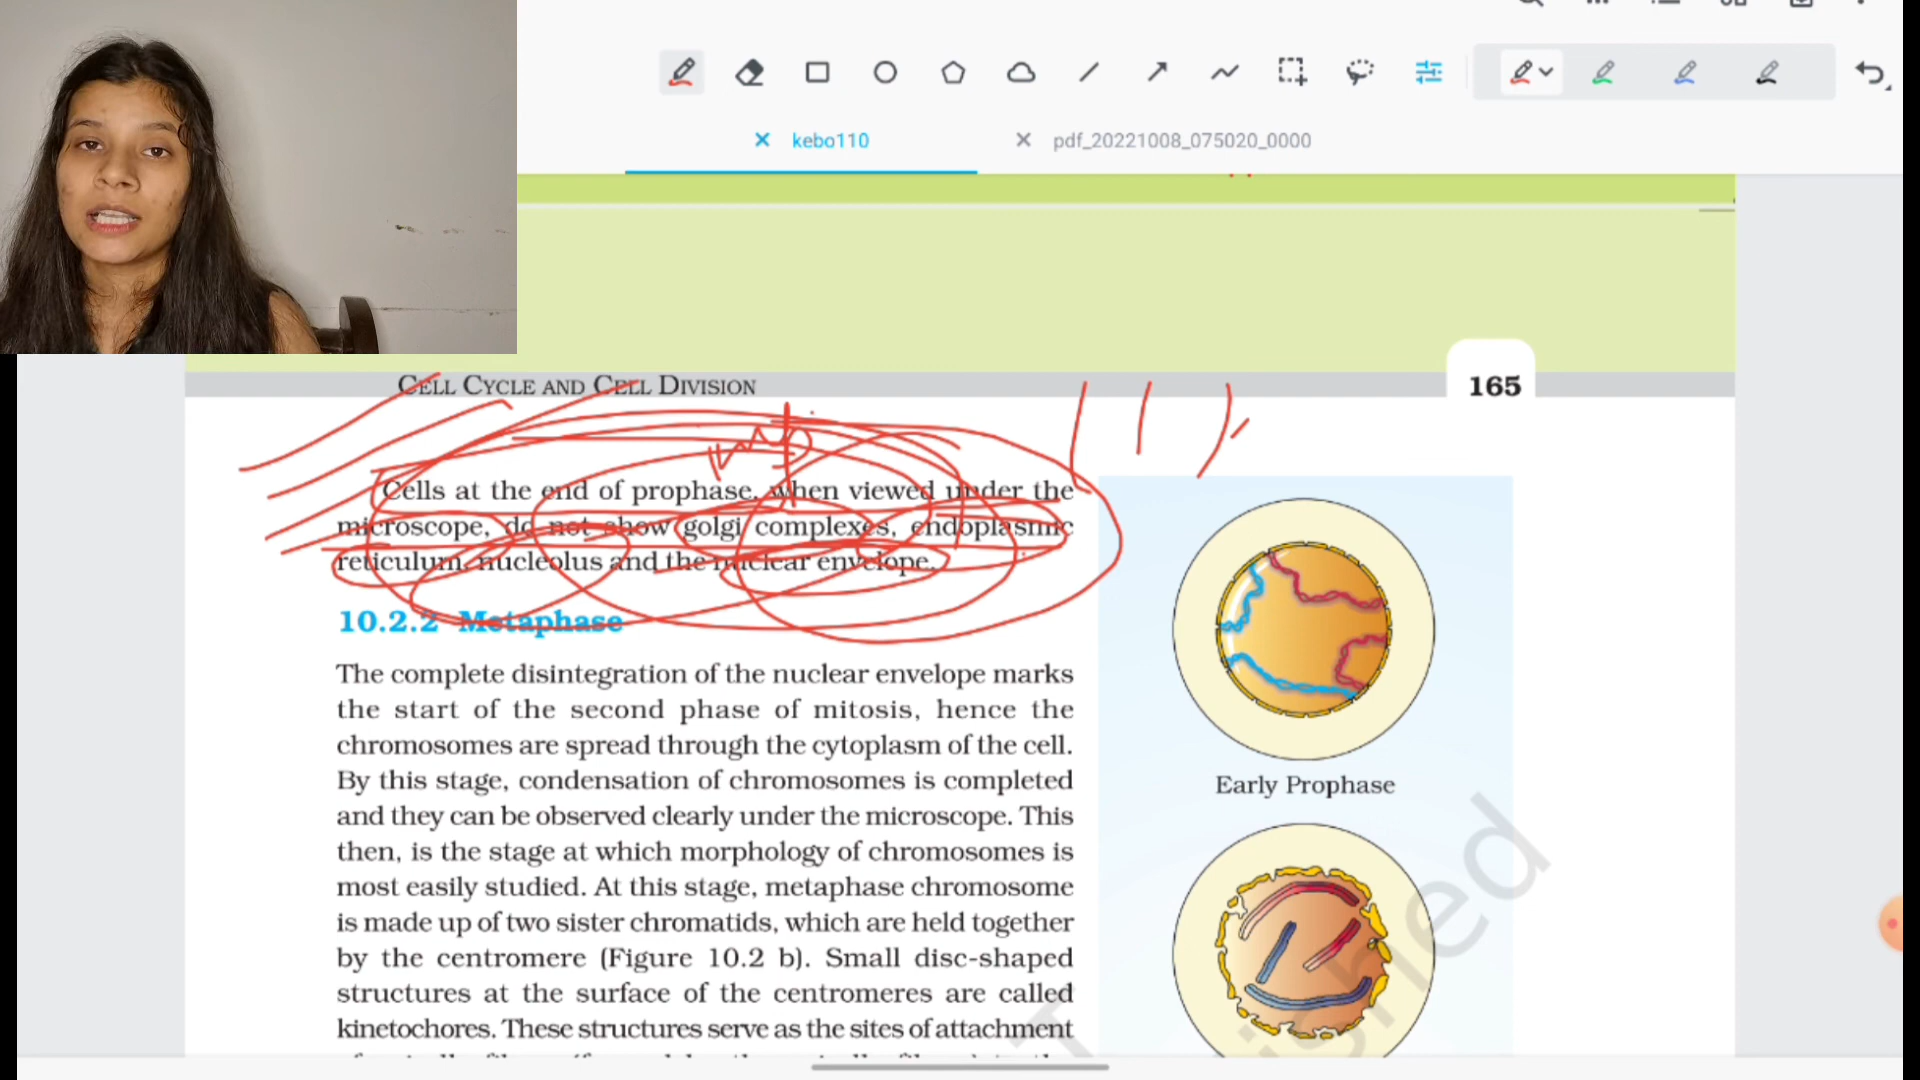 kebo110
pdf_20221008_075020_0000
CELL CYCLE AND CELL DIVISION
165
Imp
Cells at the end of prophase, when viewed under the
microscope, do not show golgi complexes, endoplasmic
reticulum, nucleolus and the nuclear envelope.
10.2.2 Metaphase
The complete disintegration of the nuclear envelope marks
the start of the second phase of mitosis, hence the
chromosomes are spread through the cytoplasm of the cell.
By this stage, condensation of chromosomes is completed
and they can be observed clearly under the microscope. This
then, is the stage at which morphology of chromosomes is
most easily studied. At this stage, metaphase chromosome
is made up of two sister chromatids, which are held together
by the centromere (Figure 10.2 b). Small disc-shaped
structures at the surface of the centromeres are called
kinetochores. These structures serve as the sites of attachment
Early Prophase